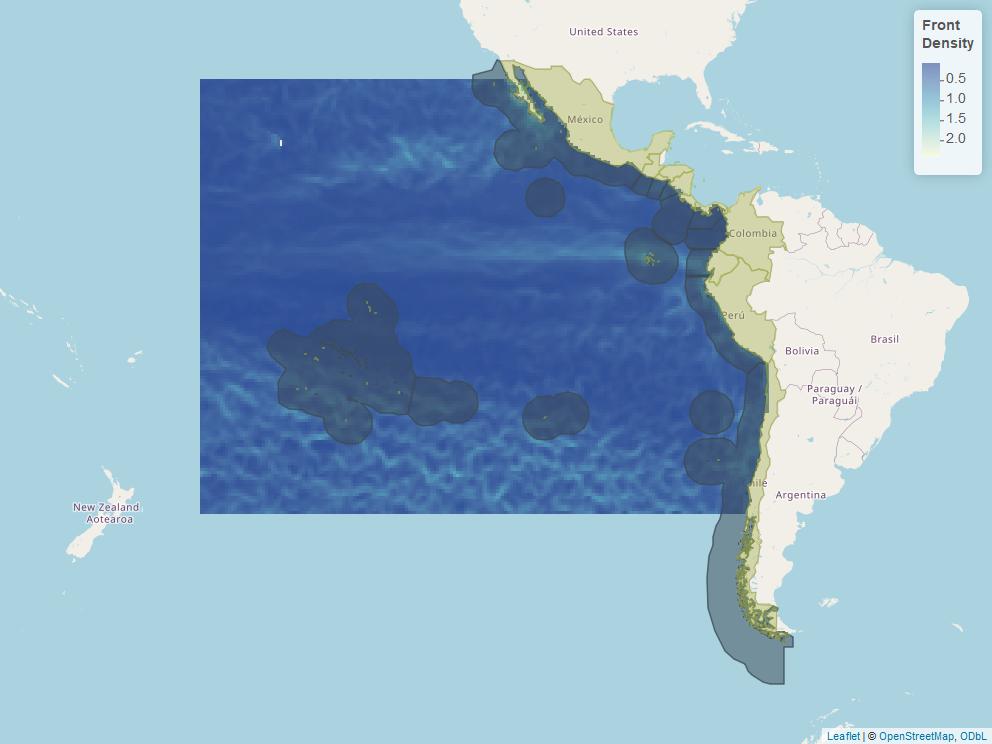 United States
Front
Density
0.5
1.0
1.5
2.0
México
Colombia
Perú
Brasil
Bolivia
Paraguay /
Paraguái
hile
Argentina
New Zealand
Aotearoa
Leaflet | © OpenStreetMap, ODbL